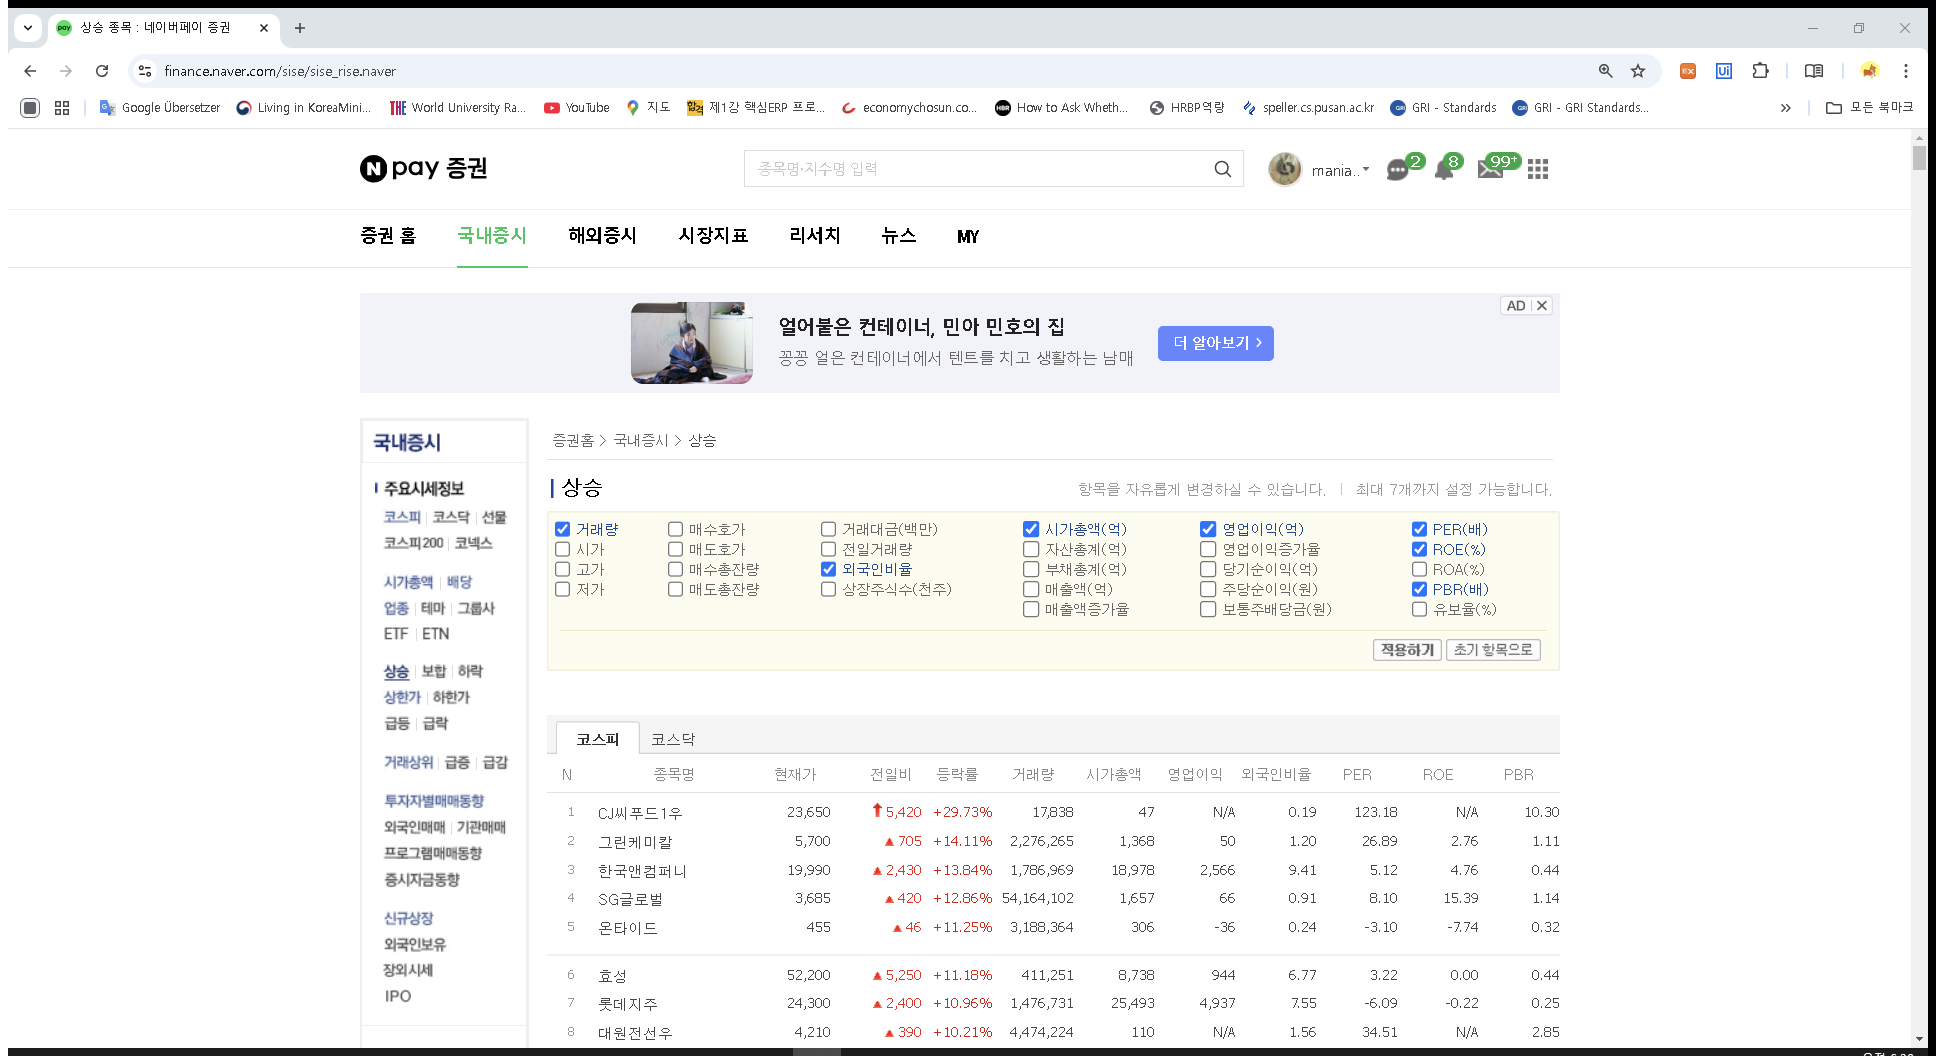 상승 종목 : 네이버페이 증권
finance.naver.com/sise/sise_rise.naver
Google Übersetzer Living in KoreaMini... World University Ra... YouTube 지도 제1강 핵심ERP 프로... economychosun.co... How to Ask Wheth... HRBP역량 speller.cs.pusan.ac.kr GRI - Standards GRI - GRI Standards... » 모든 북마크
N pay 증권 종목명·지수명 입력 mania.. 2 8 99+
증권 홈 국내증시 해외증시 시장지표 리서치 뉴스 MY
AD
얼어붙은 컨테이너, 민아 민호의 집
꽁꽁 얼은 컨테이너에서 텐트를 치고 생활하는 남매
더 알아보기 >
국내증시
주요시세정보
코스피 코스닥 선물
코스피200 코넥스
시가총액 배당
업종 테마 그룹사
ETF ETN
상승 보합 하락
상한가 하한가
급등 급락
거래상위 급증 급감
투자자별매매동향
외국인매매 기관매매
프로그램매매동향
증시자금동향
신규상장
외국인보유
장외시세
IPO
증권홈 > 국내증시 > 상승
상승
항목을 자유롭게 변경하실 수 있습니다. | 최대 7개까지 설정 가능합니다.
거래량 매수호가 거래대금(백만) 시가총액(억) 영업이익(억) PER(배)
시가 매도호가 전일거래량 자산총계(억) 영업이익증가율 ROE(%)
고가 매수총잔량 외국인비율 부채총계(억) 당기순이익(억) ROA(%)
저가 매도총잔량 상장주식수(천주) 매출액(억) 주당순이익(원) PBR(배)
매출액증가율 보통주배당금(원) 유보율(%)
적용하기 초기 항목으로
코스피 코스닥
N 종목명 현재가 전일비 등락률 거래량 시가총액 영업이익 외국인비율 PER ROE PBR
1 CJ씨푸드1우 23,650 5,420 +29.73% 17,838 47 N/A 0.19 123.18 N/A 10.30
2 그린케미칼 5,700 705 +14.11% 2,276,265 1,368 50 1.20 26.89 2.76 1.11
3 한국앤컴퍼니 19,990 2,430 +13.84% 1,786,969 18,978 2,566 9.41 5.12 4.76 0.44
4 SG글로벌 3,685 420 +12.86% 54,164,102 1,657 66 0.91 8.10 15.39 1.14
5 온타이드 455 46 +11.25% 3,188,364 306 -36 0.24 -3.10 -7.74 0.32
6 효성 52,200 5,250 +11.18% 411,251 8,738 944 6.77 3.22 0.00 0.44
7 롯데지주 24,300 2,400 +10.96% 1,476,731 25,493 4,937 7.55 -6.09 -0.22 0.25
8 대원전선우 4,210 390 +10.21% 4,474,224 110 N/A 1.56 34.51 N/A 2.85